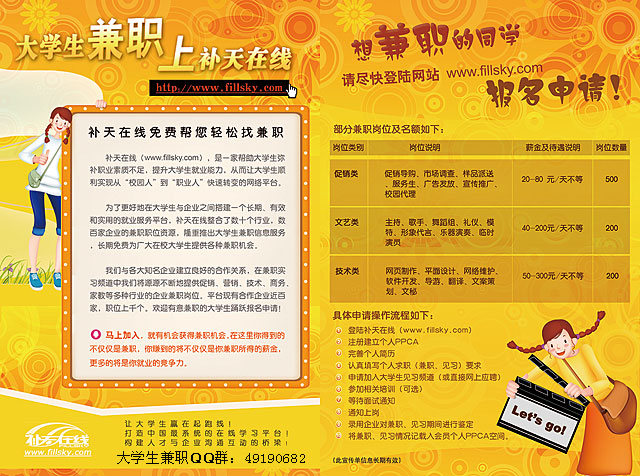 大学生兼职上补天在线
http://www.fillsky.com
补天在线免费帮您轻松找兼职
补天在线（www.fillsky.com），是一家帮助大学生弥
补职业素质不足，提升大学生就业能力，从而让大学生顺
利实现从“校园人”到“职业人”快速转变的网络平台。
为了更好地在大学生与企业之间搭建一个长期、有效
和实用的就业服务平台，补天在线整合了数十个行业，数
百家企业的兼职职位资源，隆重推出大学生兼职信息服务
，长期免费为广大在校大学生提供各种兼职机会。
我们与各大知名企业建立良好的合作关系，在兼职实
习频道中我们将源源不断地提供促销、营销、技术、商务、
家教等多种行业的企业兼职岗位。平台现有合作企业近百
家，职位上千个。欢迎有意兼职的大学生踊跃报名申请！
马上加入，就有机会获得兼职机会，在这里你得到的
不仅仅是兼职，你赚到的将不仅仅是你兼职所得的薪金，
更多的将是你就业的竞争力。
补天在线
www.fillsky.com
让大学生赢在起跑线！
打造中国最系统的在线学习平台！
构建人才与企业沟通互动的桥梁！
大学生兼职QQ群：49190682
想兼职的同学
请尽快登陆网站 www.fillsky.com
报名申请！
部分兼职岗位及名额如下：
岗位类别 岗位说明 薪金及待遇说明 岗位数量
促销类 促销导购、市场调查、样品派送、服务生、广告发放、宣传推广、校园代理 20-80 元/天不等 500
文艺类 主持、歌手、舞蹈组、礼仪、模特、形象代言、乐器演奏、临时演员 40-200元/天不等 200
技术类 网页制作、平面设计、网络维护、软件开发、导游、翻译、文案策划、文秘 50-300元/天不等 200
具体申请操作流程如下：
登陆补天在线（www.fillsky.com）
注册建立个人PPCA
完善个人简历
认真填写个人求职（兼职、见习）要求
申请加入大学生见习频道（或直接网上应聘）
参加相关培训（可选）
等待面试通知
通知上岗
录用企业对兼职、见习期间进行鉴定
将兼职、见习情况记载入会员个人PPCA空间。
Let's go!
（此宣传单信息长期有效）